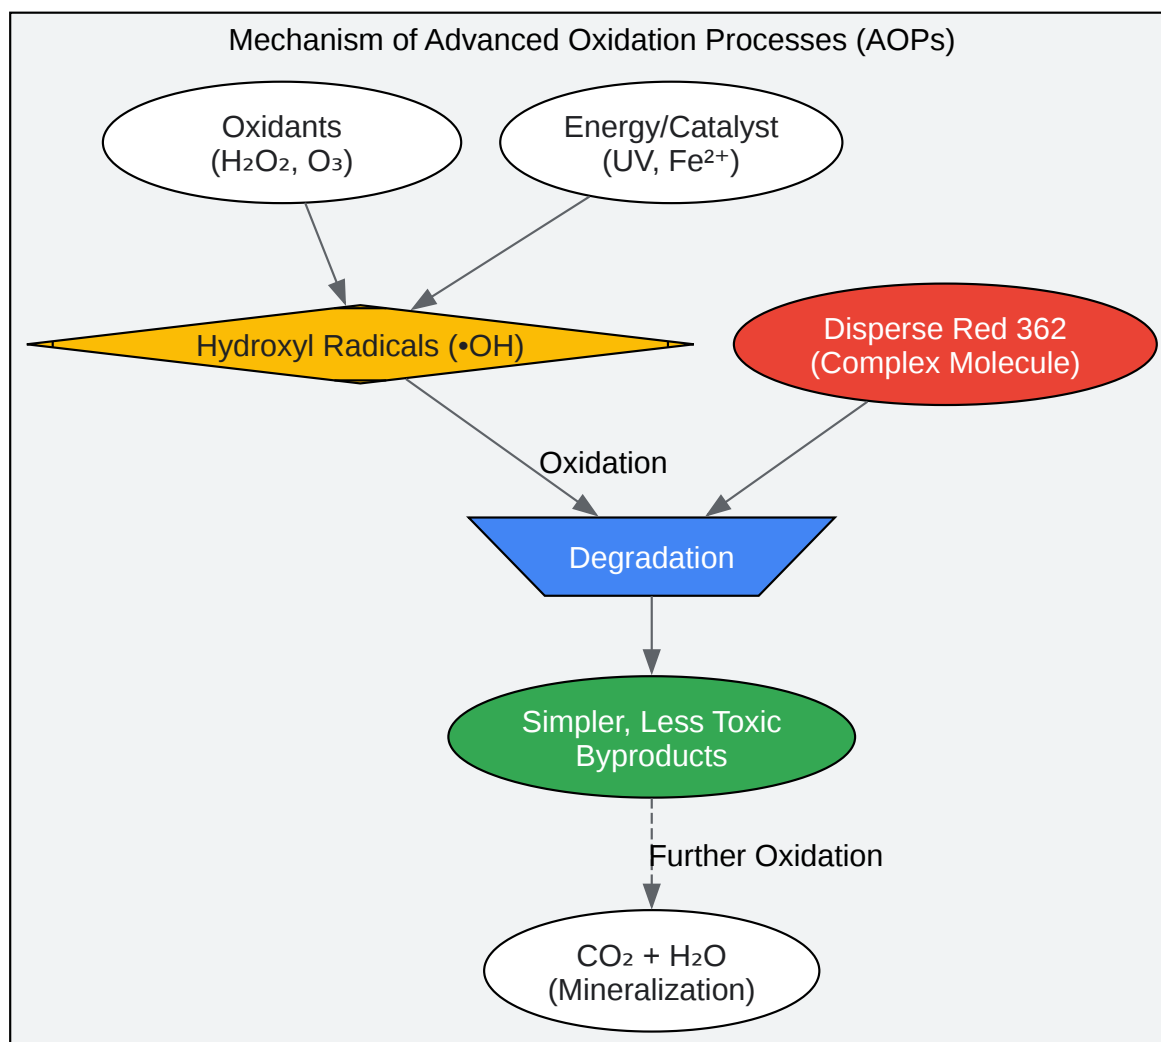 Mechanism of Advanced Oxidation Processes (AOPs)
Oxidants
(H₂O₂, O₃)
Energy/Catalyst
(UV, Fe²⁺)
Hydroxyl Radicals (•OH)
Disperse Red 362
(Complex Molecule)
Oxidation
Degradation
Simpler, Less Toxic
Byproducts
Further Oxidation
CO₂ + H₂O
(Mineralization)